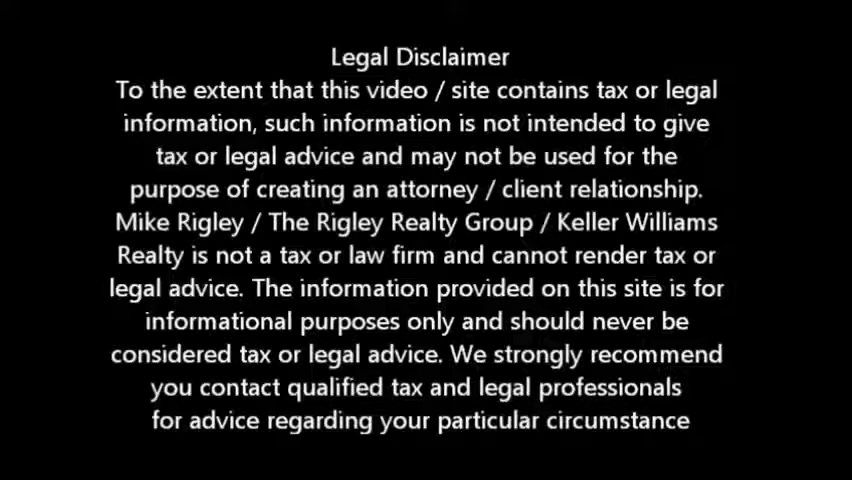 Legal Disclaimer
To the extent that this video / site contains tax or legal
information, such information is not intended to give
tax or legal advice and may not be used for the
purpose of creating an attorney / client relationship.
Mike Rigley / The Rigley Realty Group / Keller Williams
Realty is not a tax or law firm and cannot render tax or
legal advice. The information provided on this site is for
informational purposes only and should never be
considered tax or legal advice. We strongly recommend
you contact qualified tax and legal professionals
for advice regarding your particular circumstance